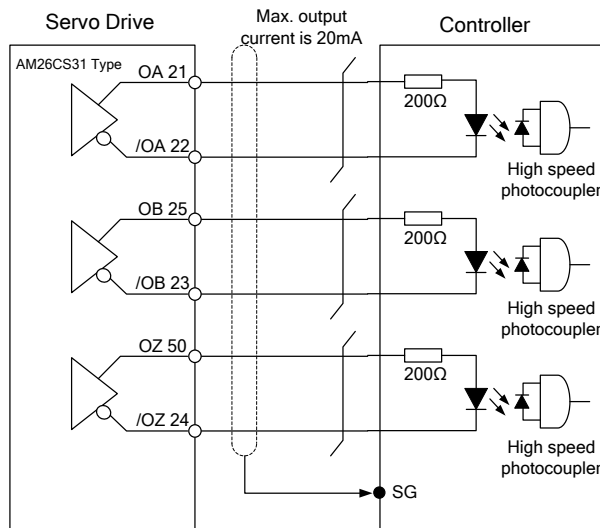 Servo Drive
Max. output
current is 20mA
Controller
AM26CS31 Type
OA 21
200Ω
/OA 22
High speed
photocoupler
OB 25
200Ω
/OB 23
High speed
photocoupler
OZ 50
200Ω
/OZ 24
High speed
photocoupler
SG